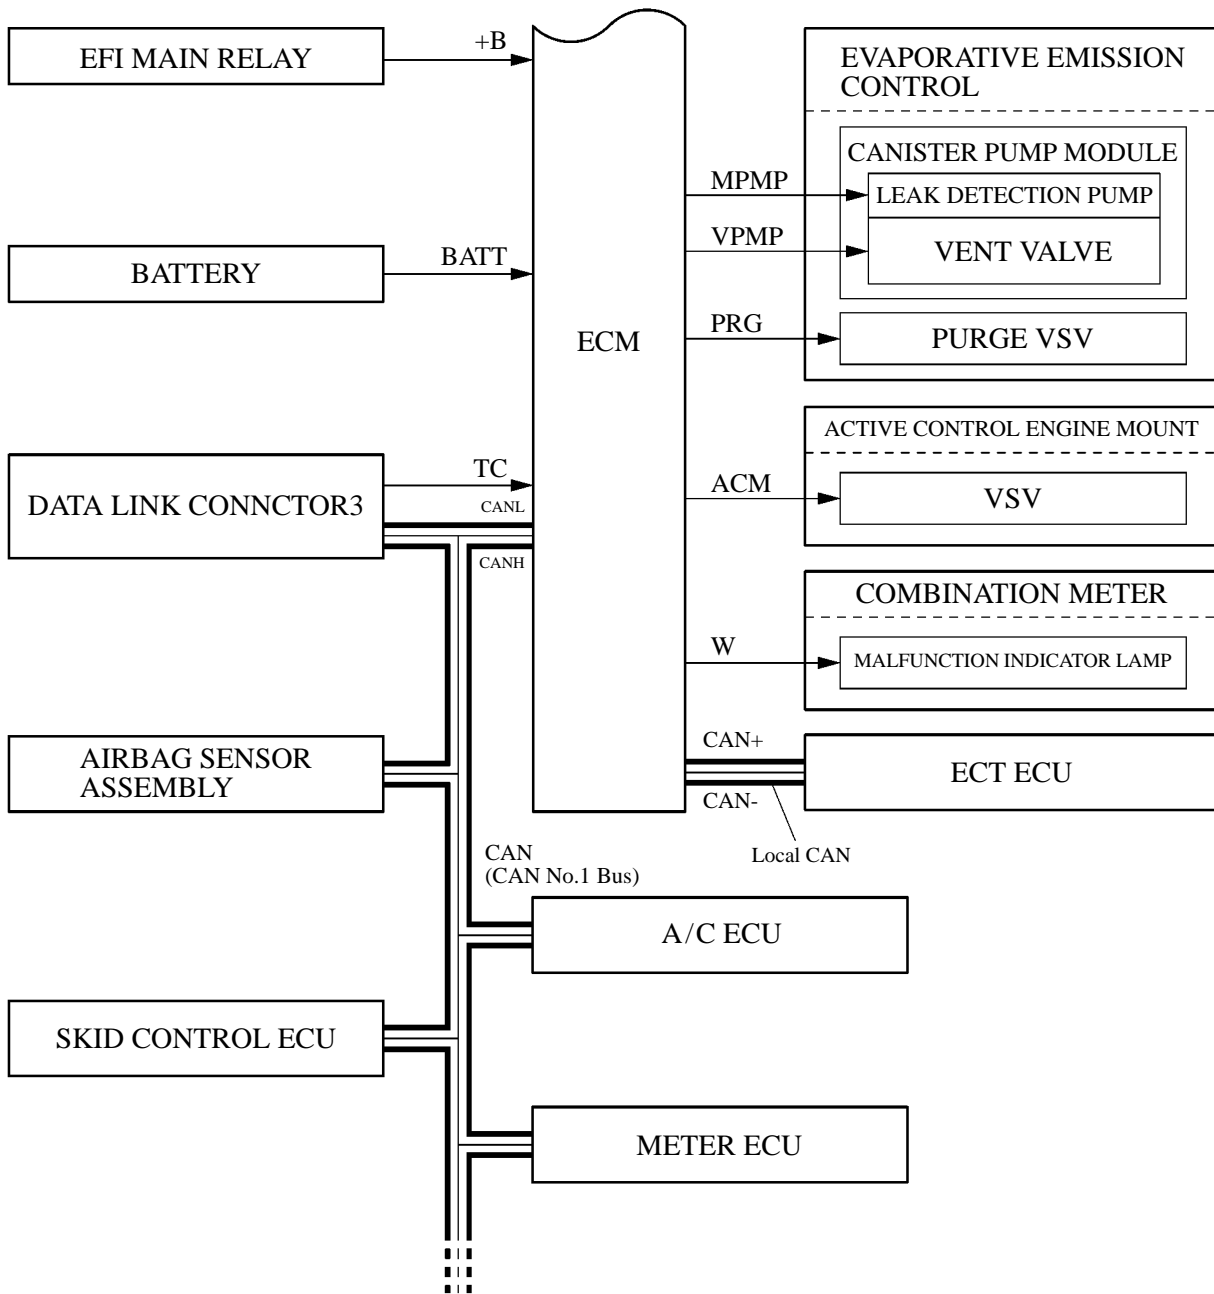 EFI MAIN RELAY
+B
BATTERY
BATT
DATA LINK CONNCTOR3
TC
CANL
CANH
AIRBAG SENSOR
ASSEMBLY
SKID CONTROL ECU
ECM
CAN
(CAN No.1 Bus)
A/C ECU
METER ECU
EVAPORATIVE EMISSION
CONTROL
CANISTER PUMP MODULE
MPMP
LEAK DETECTION PUMP
VPMP
VENT VALVE
PRG
PURGE VSV
ACTIVE CONTROL ENGINE MOUNT
ACM
VSV
COMBINATION METER
W
MALFUNCTION INDICATOR LAMP
CAN+
ECT ECU
CAN-
Local CAN